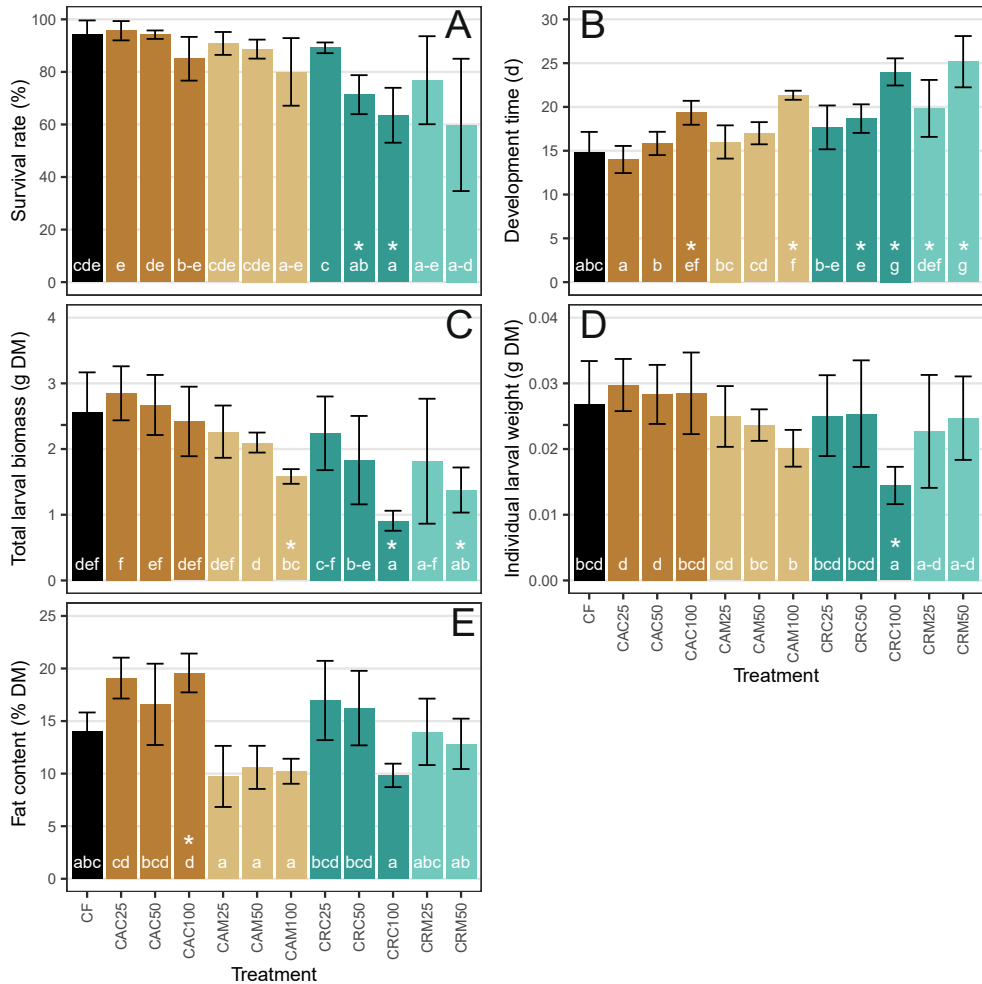 A
Survival rate (%)
100
80
60
40
20
0
* *
cde e de b-e cde cde a-e c ab a a-e a-d
B
Development time (d)
30
25
20
15
10
5
0
* * * * * *
abc a b ef bc cd f b-e e g def g
C
Total larval biomass (g DM)
4
3
2
1
0
* * *
def f ef def def d bc c-f b-e a a-f ab
D
Individual larval weight (g DM)
0.04
0.03
0.02
0.01
0.00
*
bcd d d bcd cd bc b bcd bcd a a-d a-d
CF CAC25 CAC50 CAC100 CAM25 CAM50 CAM100 CRC25 CRC50 CRC100 CRM25 CRM50
Treatment
E
Fat content (% DM)
25
20
15
10
5
0
*
abc cd bcd d a a a bcd bcd a abc ab
CF CAC25 CAC50 CAC100 CAM25 CAM50 CAM100 CRC25 CRC50 CRC100 CRM25 CRM50
Treatment